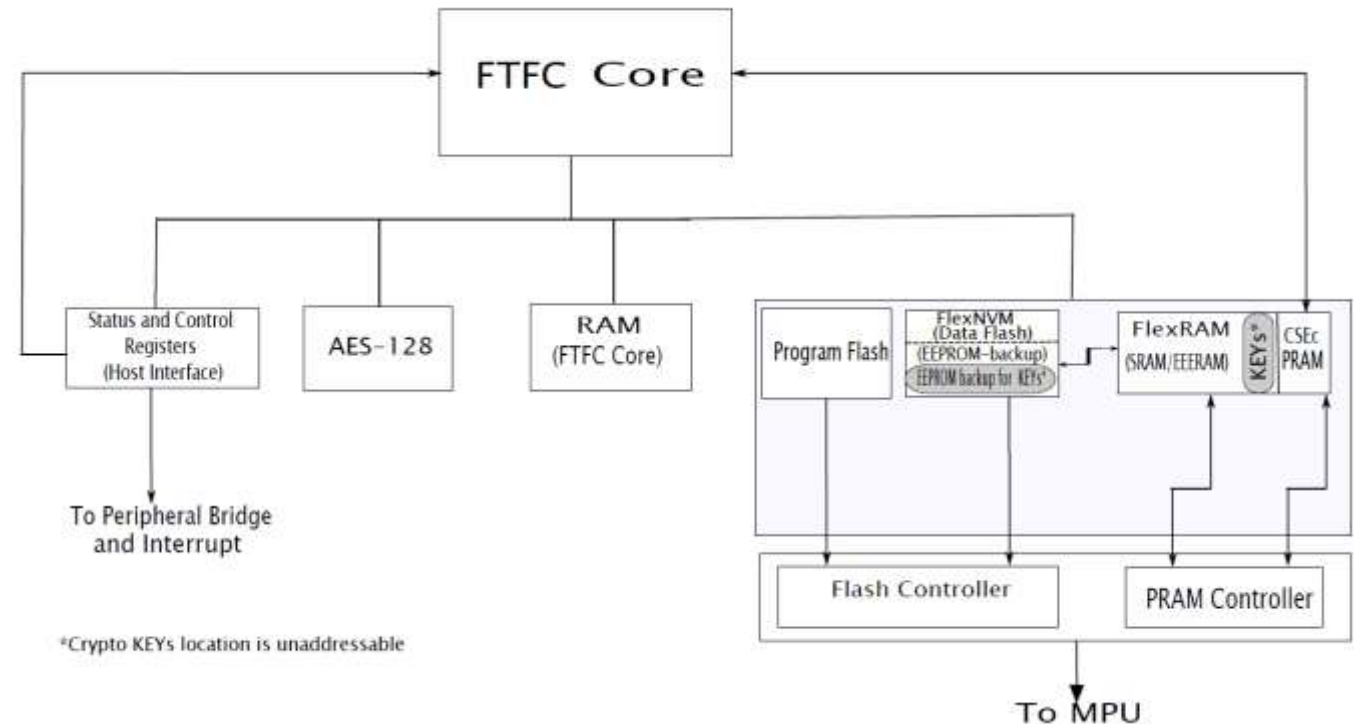 FTFC Core
Status and Control
Registers
(Host Interface)
AES-128
RAM
(FTFC Core)
Program Flash
FlexNVM
(Data Flash)
(EEPROM-backup)
EEPROM backup for KEYs*
FlexRAM
(SRAM/EEERAM)
KEYs*
CSEc
PRAM
To Peripheral Bridge
and Interrupt
Flash Controller
PRAM Controller
*Crypto KEYs location is unaddressable
To MPU